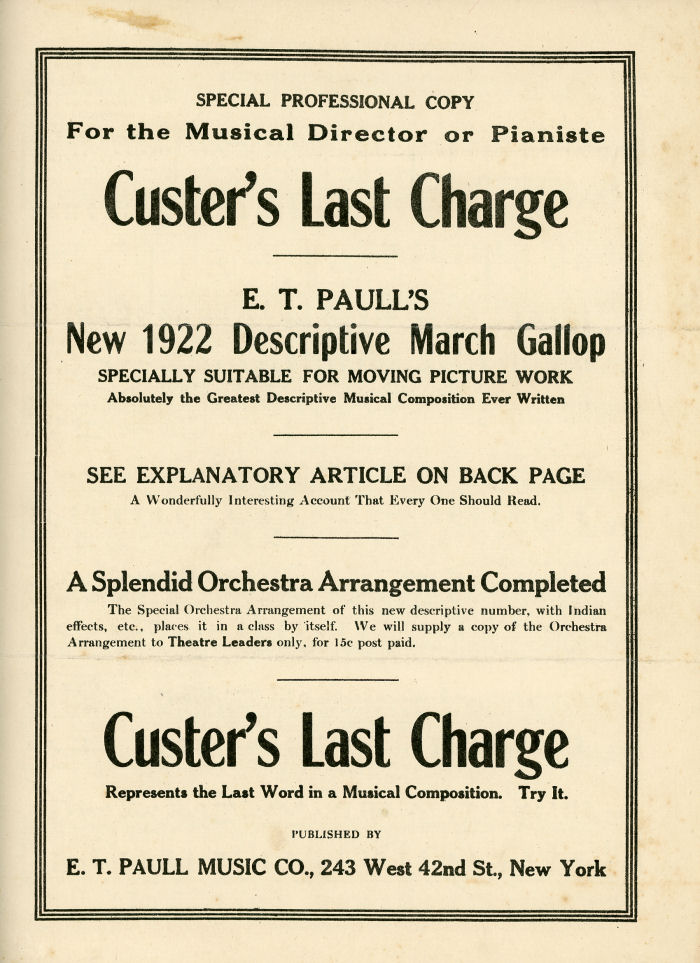 SPECIAL PROFESSIONAL COPY
For the Musical Director or Pianiste
Custer's Last Charge
E. T. PAULL'S
New 1922 Descriptive March Gallop
SPECIALLY SUITABLE FOR MOVING PICTURE WORK
Absolutely the Greatest Descriptive Musical Composition Ever Written
SEE EXPLANATORY ARTICLE ON BACK PAGE
A Wonderfully Interesting Account That Every One Should Read.
A Splendid Orchestra Arrangement Completed
The Special Orchestra Arrangement of this new descriptive number, with Indian
effects, etc., places it in a class by itself. We will supply a copy of the Orchestra
Arrangement to Theatre Leaders only, for 15c post paid.
Custer's Last Charge
Represents the Last Word in a Musical Composition. Try It.
PUBLISHED BY
E. T. PAULL MUSIC CO., 243 West 42nd St., New York